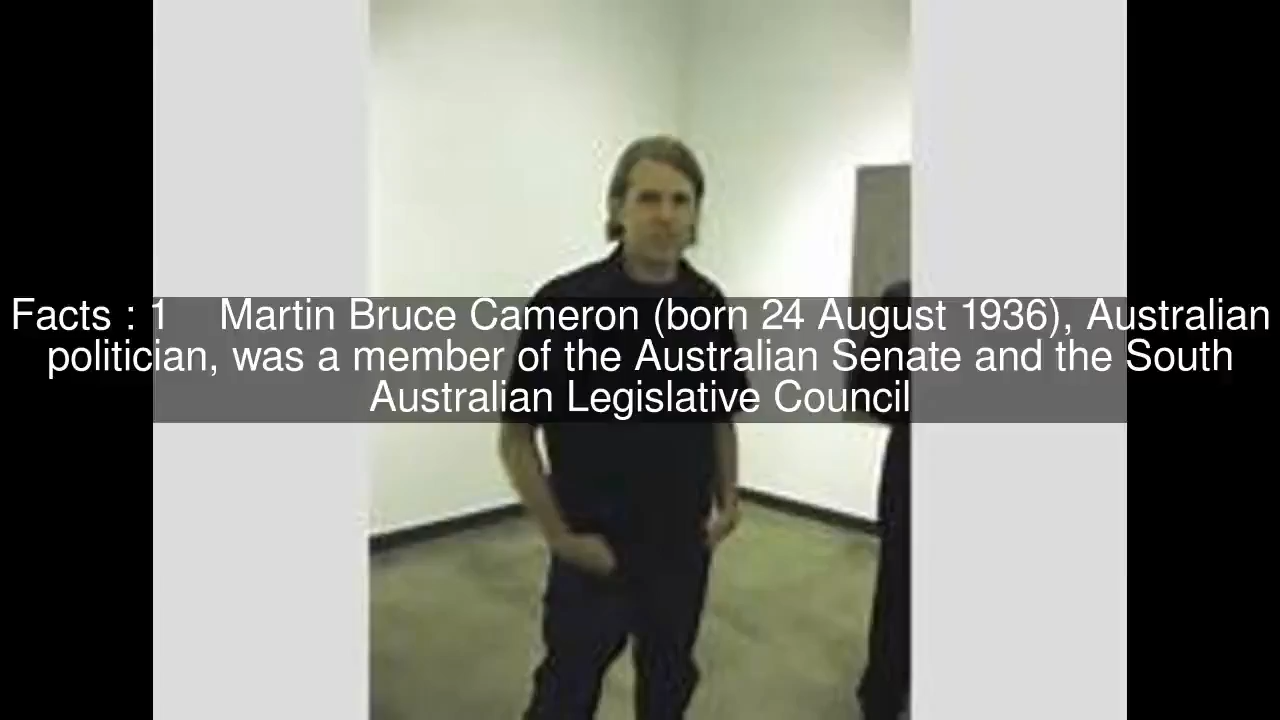 Facts : 1    Martin Bruce Cameron (born 24 August 1936), Australian
politician, was a member of the Australian Senate and the South
Australian Legislative Council